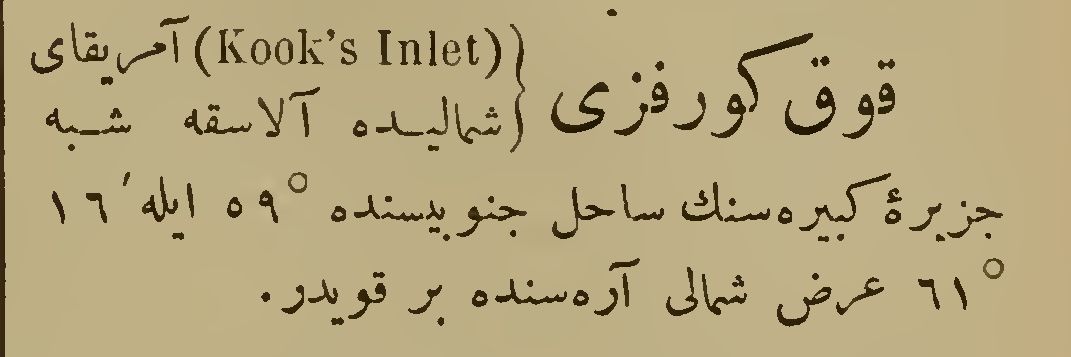 قوق كورفزى { (Kook's Inlet) آمريقاى
شماليده آلاسقه شبه
جزيرۀ كبيره سنك ساحل جنوبيسنده ٥٩° ايله ١٦′
٦١° عرض شمالى آره سنده بر قويدر.